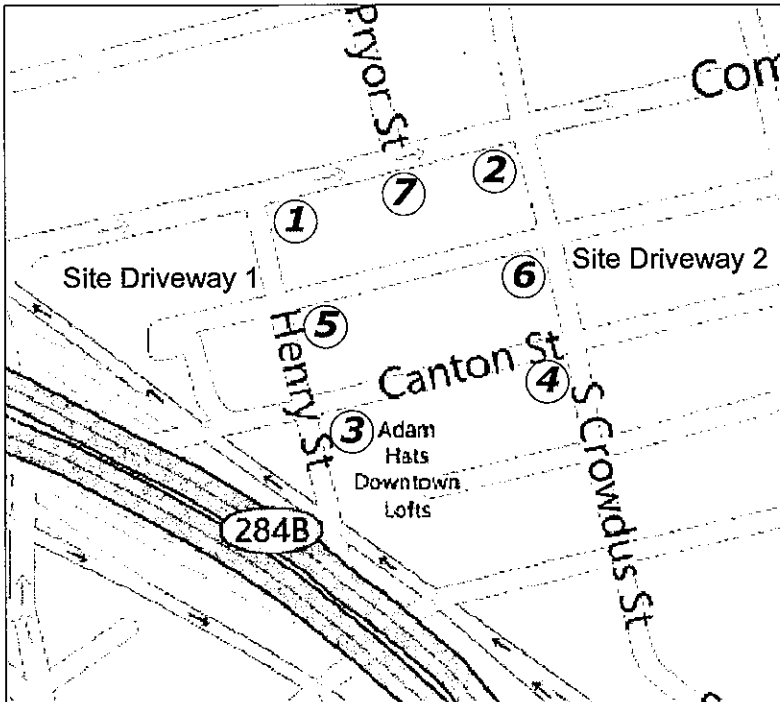 Pryor St
Com
2
7
1
Site Driveway 1
6
Site Driveway 2
5
Henry St
Canton St
4
3
Adam
Hats
Downtown
Lofts
S Crowdus St
284B